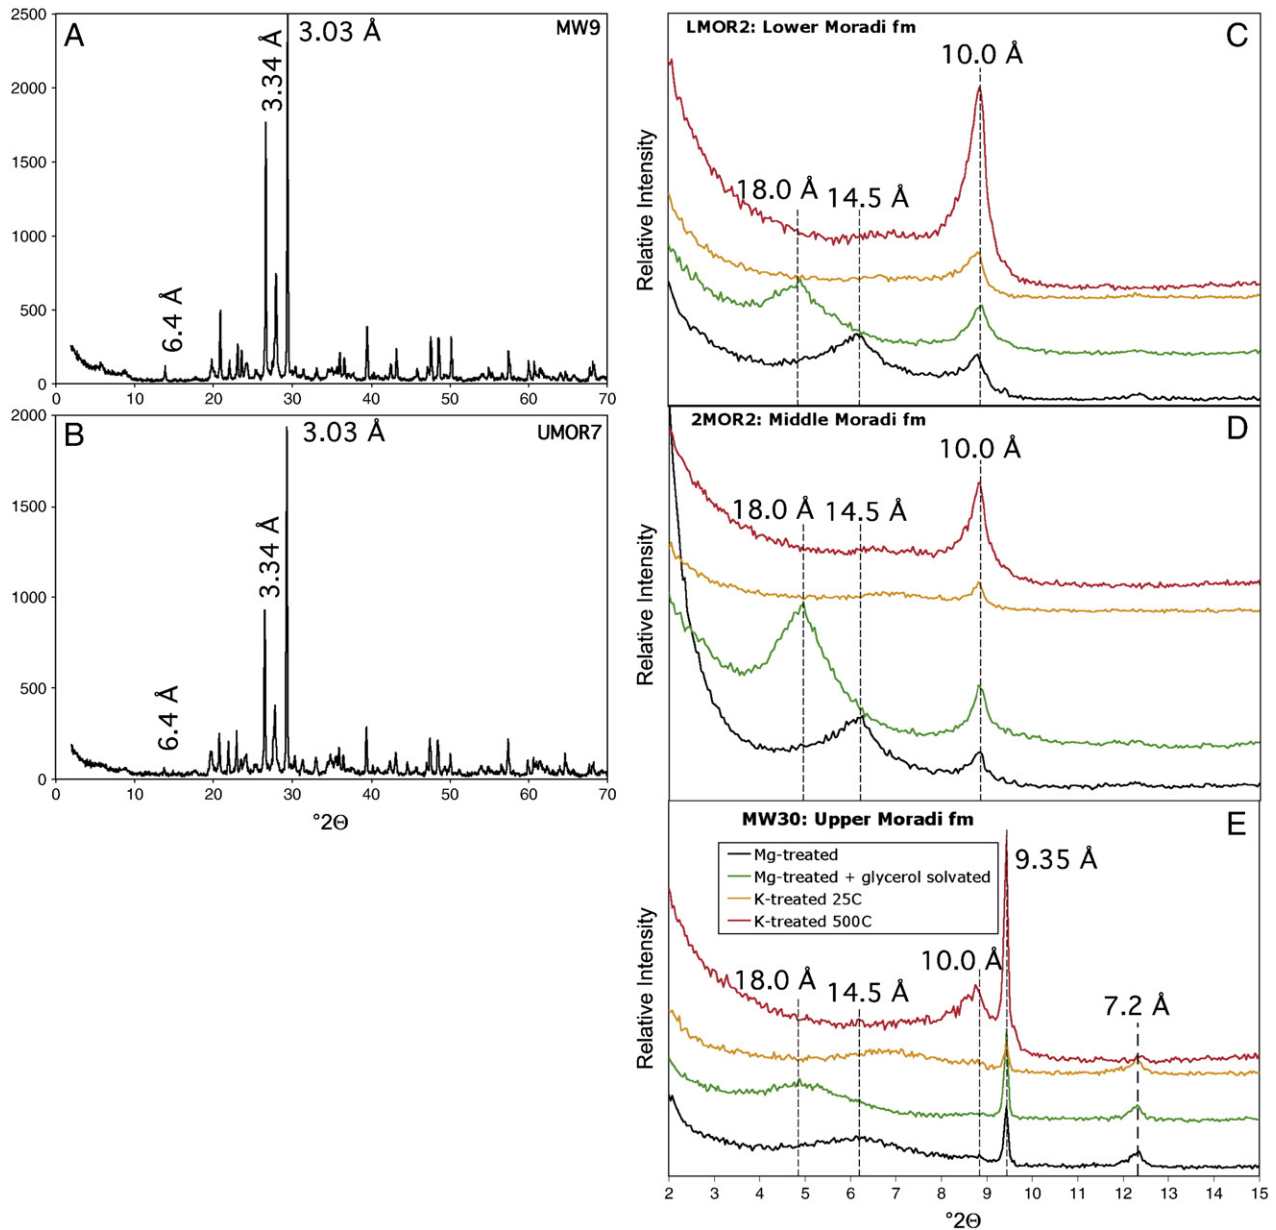 A
MW9
3.03 Å
3.34 Å
6.4 Å
2500
2000
1500
1000
500
0
0 10 20 30 40 50 60 70
B
UMOR7
3.03 Å
3.34 Å
6.4 Å
2000
1500
1000
500
0
0 10 20 30 40 50 60 70
°2Θ
LMOR2: Lower Moradi fm
C
10.0 Å
18.0 Å 14.5 Å
Relative Intensity
2MOR2: Middle Moradi fm
D
10.0 Å
18.0 Å 14.5 Å
Relative Intensity
MW30: Upper Moradi fm
E
Mg-treated
Mg-treated + glycerol solvated
K-treated 25C
K-treated 500C
9.35 Å
10.0 Å
18.0 Å 14.5 Å
7.2 Å
Relative Intensity
2 3 4 5 6 7 8 9 10 11 12 13 14 15
°2Θ